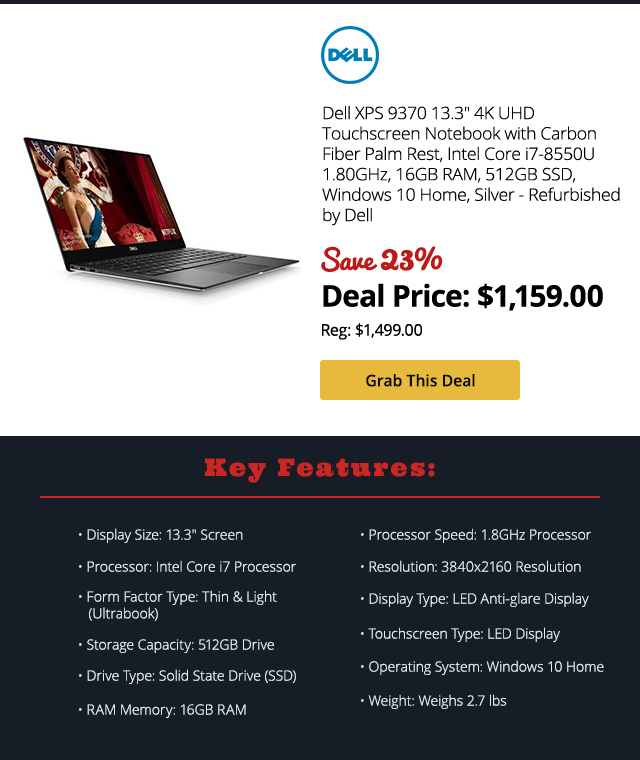 DELL
Dell XPS 9370 13.3" 4K UHD
Touchscreen Notebook with Carbon
Fiber Palm Rest, Intel Core i7-8550U
1.80GHz, 16GB RAM, 512GB SSD,
Windows 10 Home, Silver - Refurbished
by Dell
NETFLIX
DELL
Save 23%
Deal Price: $1,159.00
Reg: $1,499.00
Grab This Deal
Key Features:
• Display Size: 13.3" Screen
• Processor: Intel Core i7 Processor
• Form Factor Type: Thin & Light
(Ultrabook)
• Storage Capacity: 512GB Drive
• Drive Type: Solid State Drive (SSD)
• RAM Memory: 16GB RAM
• Processor Speed: 1.8GHz Processor
• Resolution: 3840x2160 Resolution
• Display Type: LED Anti-glare Display
• Touchscreen Type: LED Display
• Operating System: Windows 10 Home
• Weight: Weighs 2.7 lbs